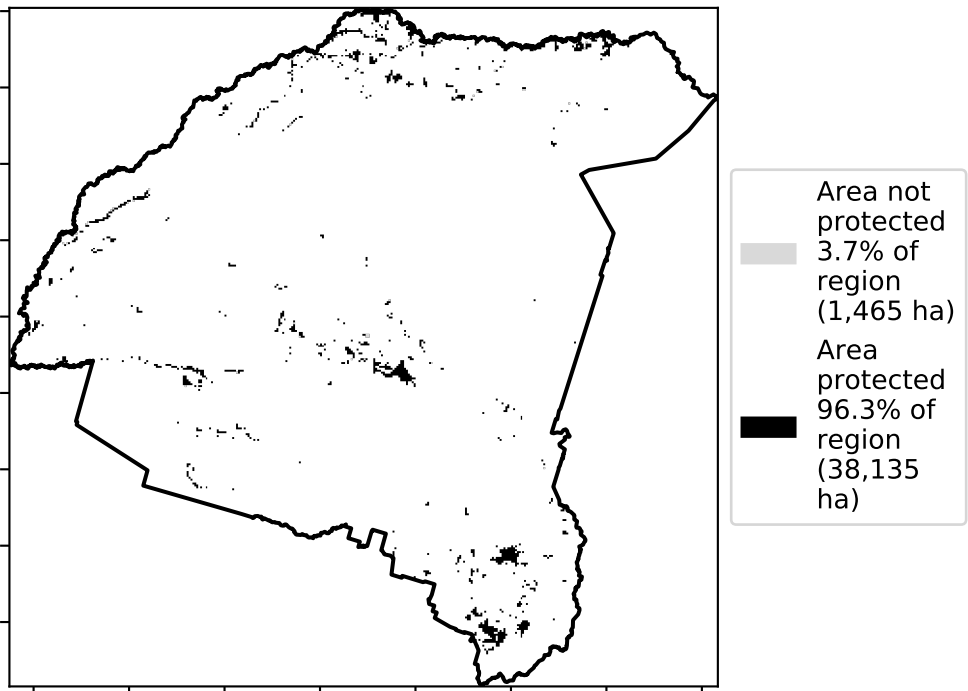 Area not
protected
3.7% of
region
(1,465 ha)
Area
protected
96.3% of
region
(38,135
ha)